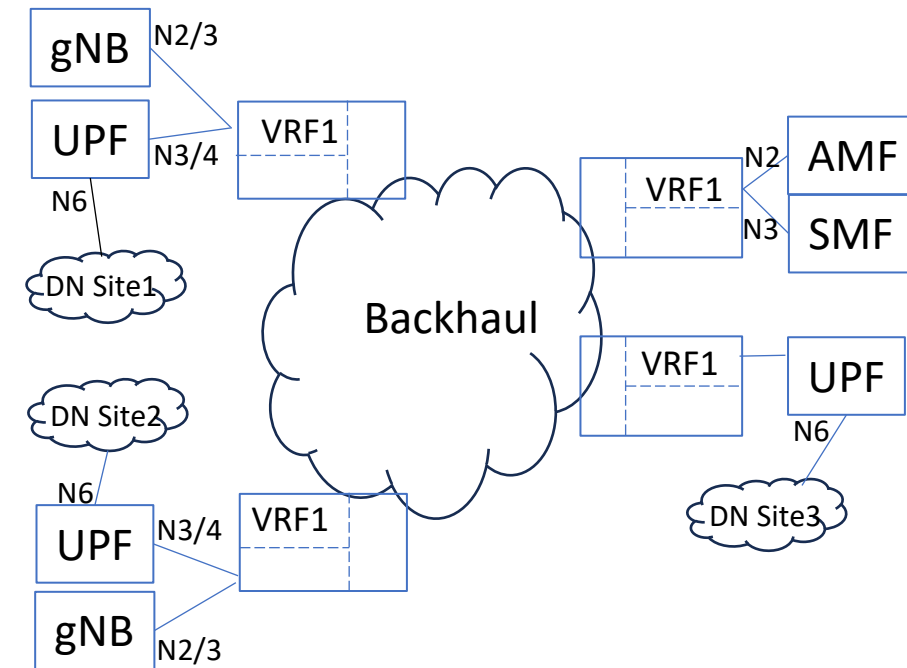 gNB
N2/3
UPF
N3/4
N6
DN Site1
VRF1
Backhaul
VRF1
N2
AMF
N3
SMF
VRF1
UPF
N6
DN Site3
DN Site2
N6
UPF
N3/4
VRF1
gNB
N2/3